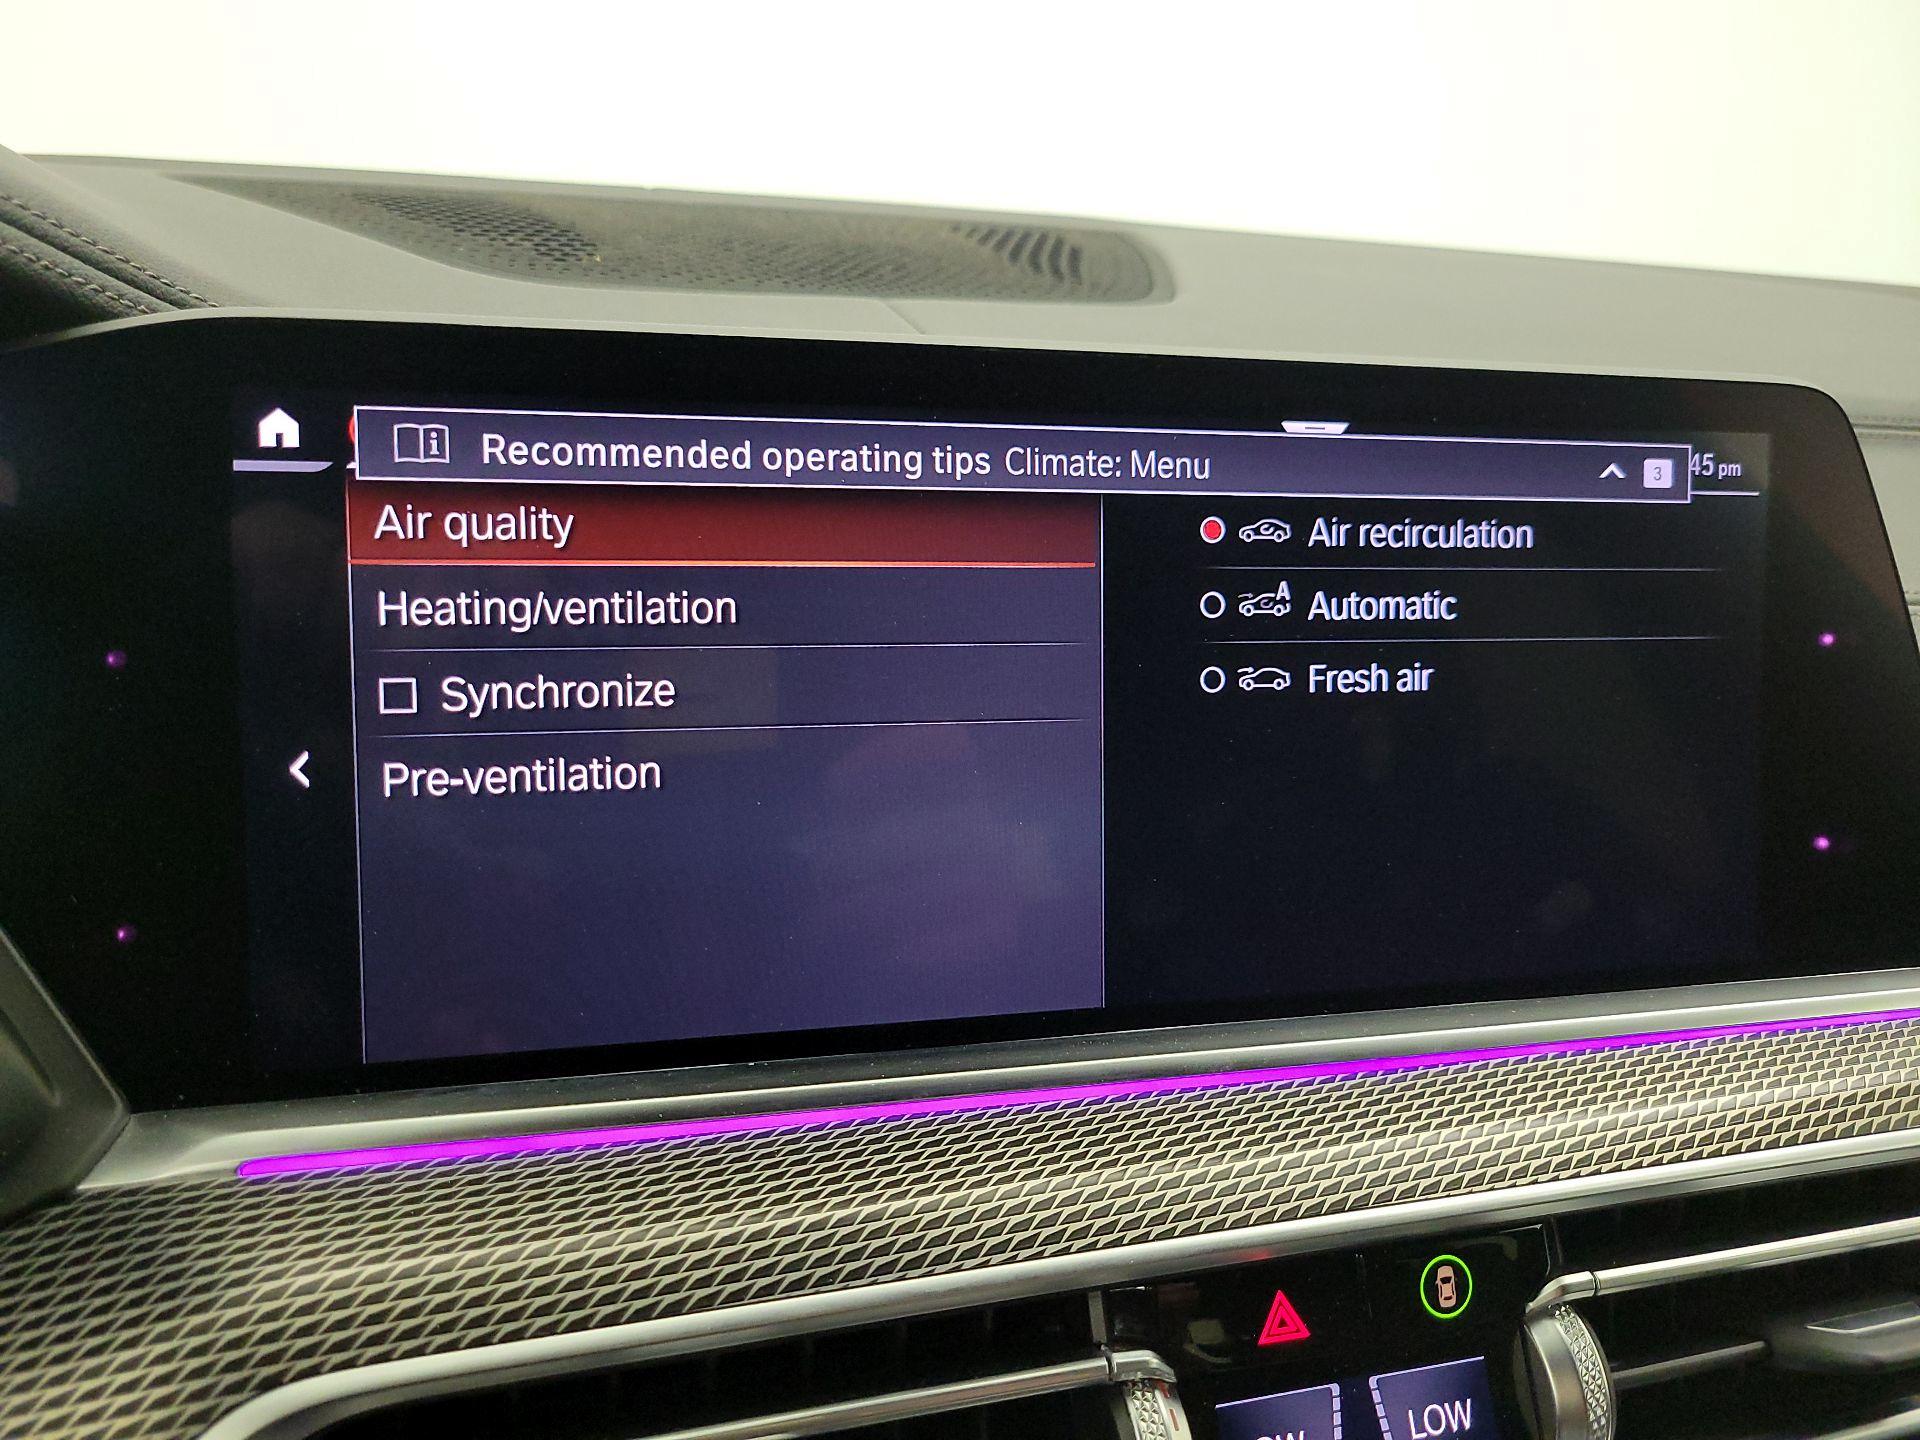 Recommended operating tips Climate: Menu
3
45 pm
Air quality
Heating/ventilation
Synchronize
Pre-ventilation
Air recirculation
A
Automatic
Fresh air
LOW